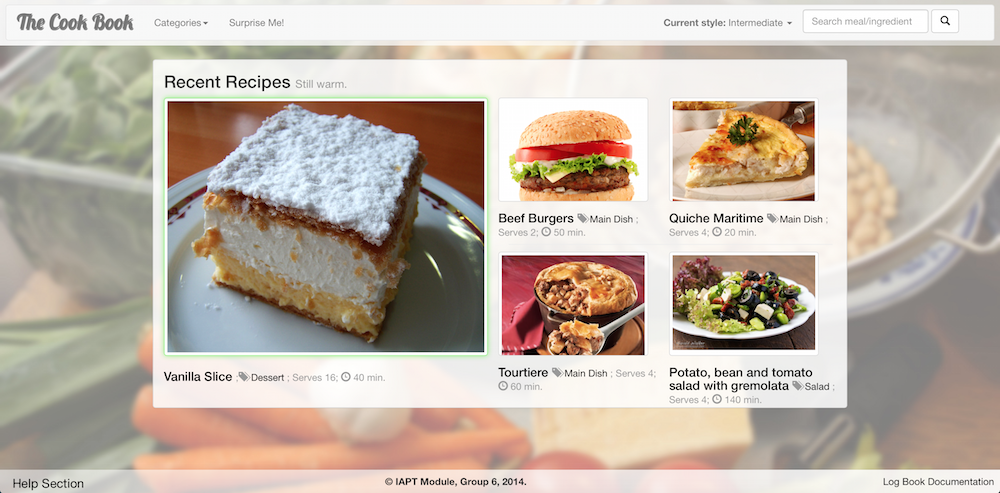 The Cook Book
Categories
Surprise Me!
Current style: Intermediate
Search meal/ingredient
Recent Recipes Still warm.
Vanilla Slice ; Dessert ; Serves 16; 40 min.
Beef Burgers Main Dish ;
Serves 2; 50 min.
Quiche Maritime Main Dish ;
Serves 4; 20 min.
Tourtiere Main Dish ; Serves 4;
60 min.
Potato, bean and tomato
salad with gremolata Salad ;
Serves 4; 140 min.
Help Section
© IAPT Module, Group 6, 2014.
Log Book Documentation